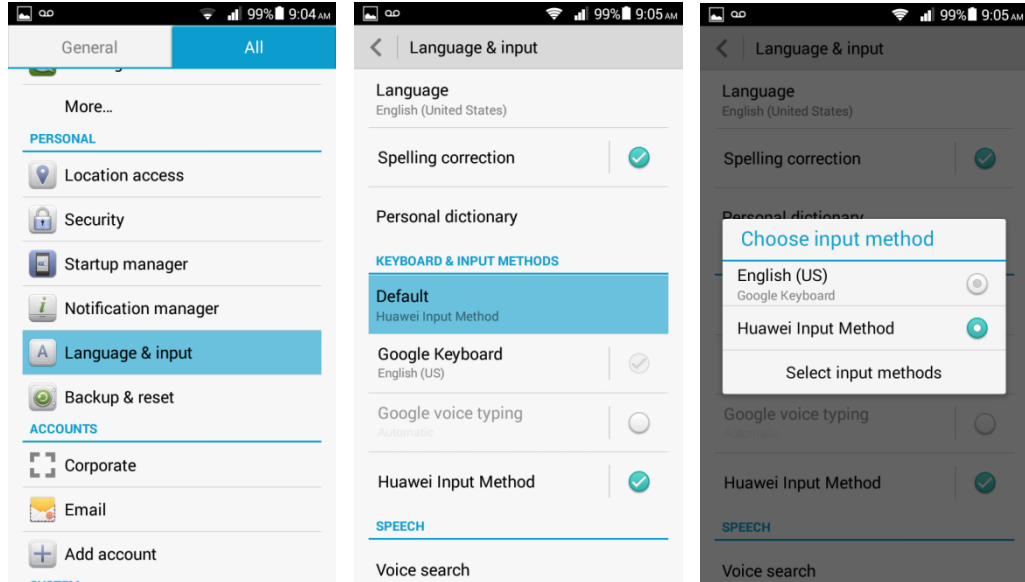 99% 9:04 AM
General All
More...
PERSONAL
Location access
Security
Startup manager
Notification manager
Language & input
Backup & reset
ACCOUNTS
Corporate
Email
Add account
99% 9:05 AM
Language & input
Language
English (United States)
Spelling correction
Personal dictionary
KEYBOARD & INPUT METHODS
Default
Huawei Input Method
Google Keyboard
English (US)
Google voice typing
Automatic
Huawei Input Method
SPEECH
Voice search
99% 9:05 AM
Language & input
Language
English (United States)
Spelling correction
Personal dictionary
Choose input method
English (US)
Google Keyboard
Huawei Input Method
Select input methods
Google voice typing
Automatic
Huawei Input Method
SPEECH
Voice search